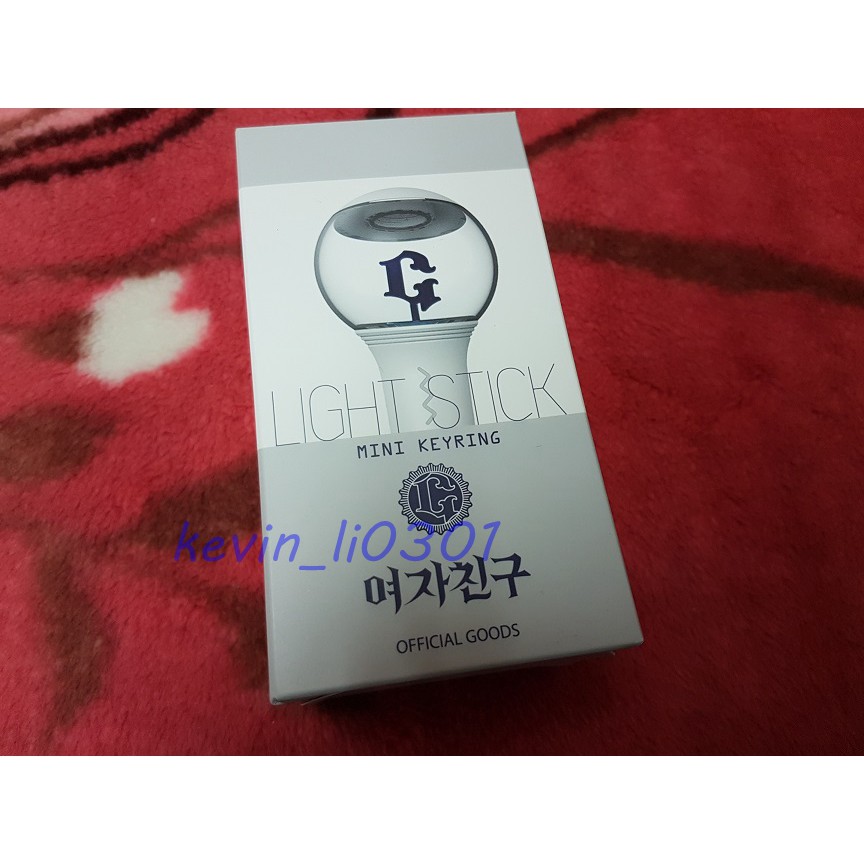 G
LIGHT STICK
MINI KEYRING
G
kevin_li0301
여자친구
OFFICIAL GOODS